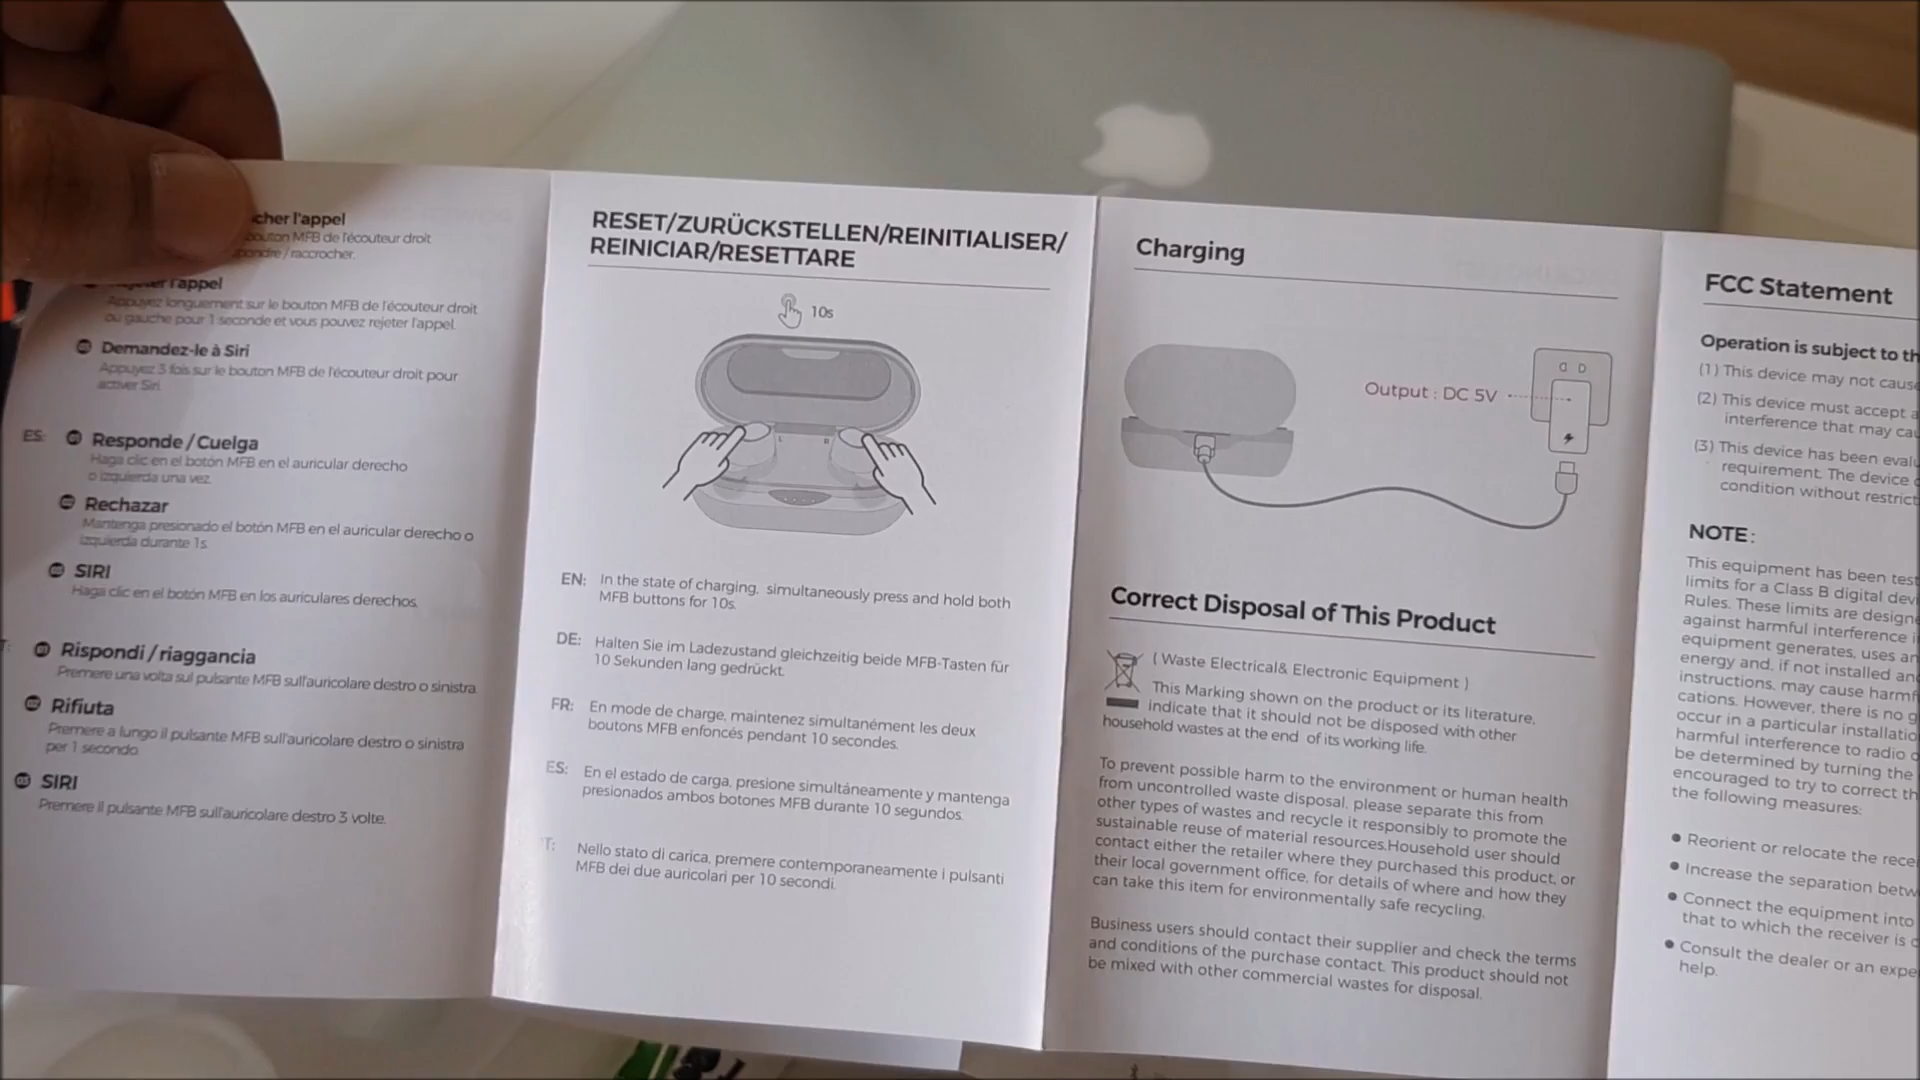 cher l'appel
bouton MFB de l'écouteur droit
pondre / raccrocher.
l'appel
Appuyez longuement sur le bouton MFB de l'écouteur droit
ou gauche pour 1 seconde et vous pouvez rejeter l'appel.
03 Demandez-le à Siri
Appuyez 3 fois sur le bouton MFB de l'écouteur droit pour
activer Siri.
ES: 01 Responde / Cuelga
Haga clic en el botón MFB en el auricular derecho
o izquierda una vez.
02 Rechazar
Mantenga presionado el botón MFB en el auricular derecho o
izquierda durante 1s.
03 SIRI
Haga clic en el botón MFB en los auriculares derechos.
T: 01 Rispondi / riaggancia
Premere una volta sul pulsante MFB sull'auricolare destro o sinistra.
02 Rifiuta
Premere a lungo il pulsante MFB sull'auricolare destro o sinistra
per 1 secondo
03 SIRI
Premere il pulsante MFB sull'auricolare destro 3 volte.
RESET/ZURÜCKSTELLEN/REINITIALISER/
REINICIAR/RESETTARE
10s
L R
EN: In the state of charging, simultaneously press and hold both
MFB buttons for 10s.
DE: Halten Sie im Ladezustand gleichzeitig beide MFB-Tasten für
10 Sekunden lang gedrückt.
FR: En mode de charge, maintenez simultanément les deux
boutons MFB enfoncés pendant 10 secondes.
ES: En el estado de carga, presione simultáneamente y mantenga
presionados ambos botones MFB durante 10 segundos.
T: Nello stato di carica, premere contemporaneamente i pulsanti
MFB dei due auricolari per 10 secondi.
Charging
Output : DC 5V
Correct Disposal of This Product
( Waste Electrical& Electronic Equipment )
This Marking shown on the product or its literature,
indicate that it should not be disposed with other
household wastes at the end of its working life.
To prevent possible harm to the environment or human health
from uncontrolled waste disposal, please separate this from
other types of wastes and recycle it responsibly to promote the
sustainable reuse of material resources.Household user should
contact either the retailer where they purchased this product, or
their local government office, for details of where and how they
can take this item for environmentally safe recycling.
Business users should contact their supplier and check the terms
and conditions of the purchase contact. This product should not
be mixed with other commercial wastes for disposal.
FCC Statement
Operation is subject to th
(1) This device may not cause
(2) This device must accept a
interference that may cau
(3) This device has been evalu
requirement. The device c
condition without restrict
NOTE :
This equipment has been test
limits for a Class B digital devi
Rules. These limits are designe
against harmful interference i
equipment generates, uses an
energy and, if not installed and
instructions, may cause harmf
cations. However, there is no g
occur in a particular installatio
harmful interference to radio o
be determined by turning the
encouraged to try to correct th
the following measures:
● Reorient or relocate the rece
● Increase the separation betw
● Connect the equipment into
that to which the receiver is c
● Consult the dealer or an expe
help.